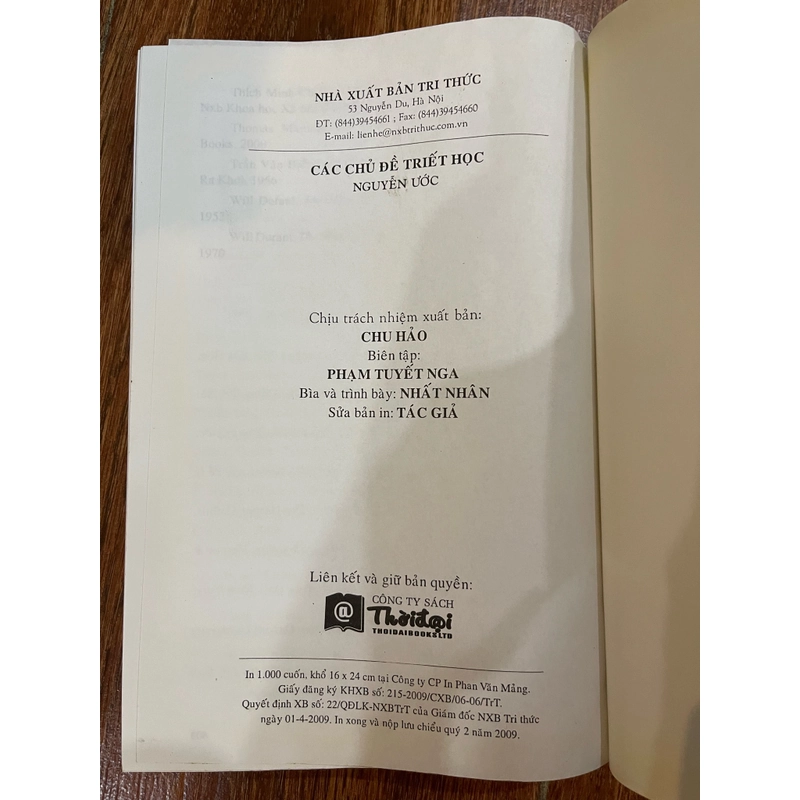 NHÀ XUẤT BẢN TRI THỨC
53 Nguyễn Du, Hà Nội
ĐT: (844)39454661 ; Fax: (844)39454660
E-mail: lienhe@nxbtrithuc.com.vn
CÁC CHỦ ĐỀ TRIẾT HỌC
NGUYỄN ƯỚC
Chịu trách nhiệm xuất bản:
CHU HẢO
Biên tập:
PHẠM TUYẾT NGA
Bìa và trình bày: NHẤT NHÂN
Sửa bản in: TÁC GIẢ
Liên kết và giữ bản quyền:
CÔNG TY SÁCH
@ Thời đại
THOIDAIBOOKS LTD
In 1.000 cuốn, khổ 16 x 24 cm tại Công ty CP In Phan Văn Mảng.
Giấy đăng ký KHXB số: 215-2009/CXB/06-06/TrT.
Quyết định XB số: 22/QĐLK-NXBTrT của Giám đốc NXB Tri thức
ngày 01-4-2009. In xong và nộp lưu chiểu quý 2 năm 2009.